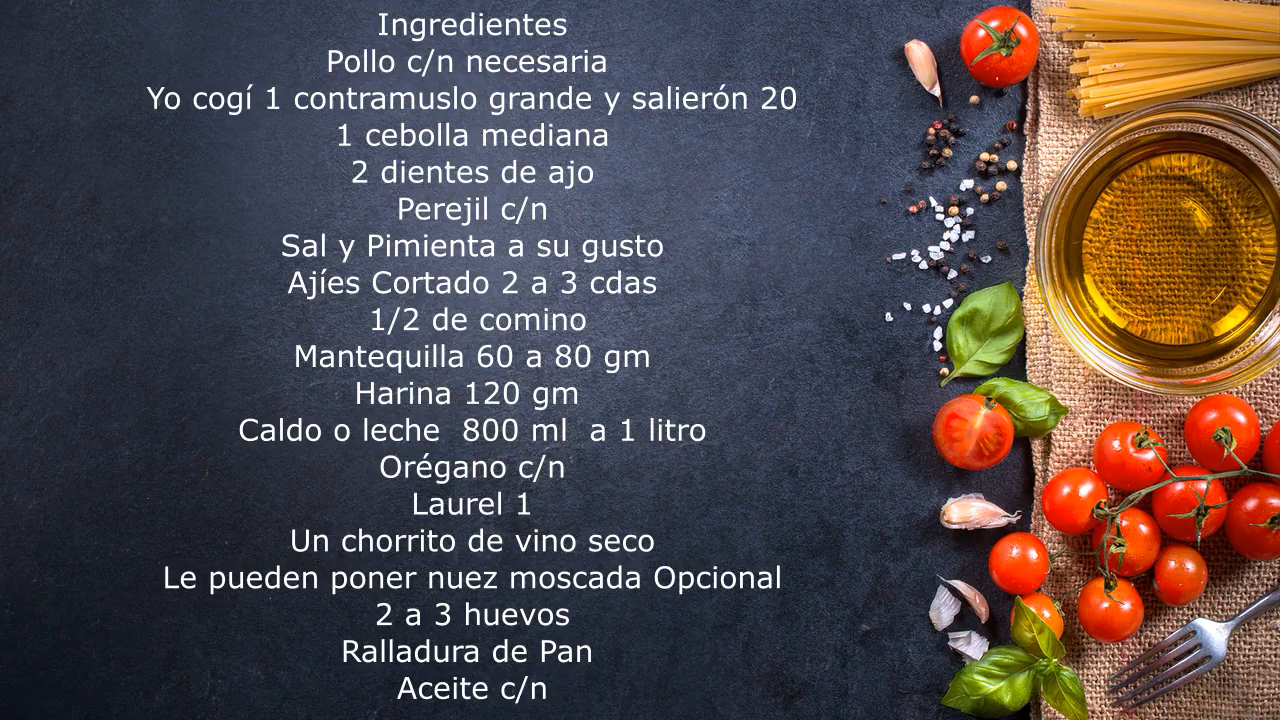 Ingredientes
Pollo c/n necesaria
Yo cogí 1 contramuslo grande y salierón 20
1 cebolla mediana
2 dientes de ajo
Perejil c/n
Sal y Pimienta a su gusto
Ajíes Cortado 2 a 3 cdas
1/2 de comino
Mantequilla 60 a 80 gm
Harina 120 gm
Caldo o leche  800 ml  a 1 litro
Orégano c/n
Laurel 1
Un chorrito de vino seco
Le pueden poner nuez moscada Opcional
2 a 3 huevos
Ralladura de Pan
Aceite c/n